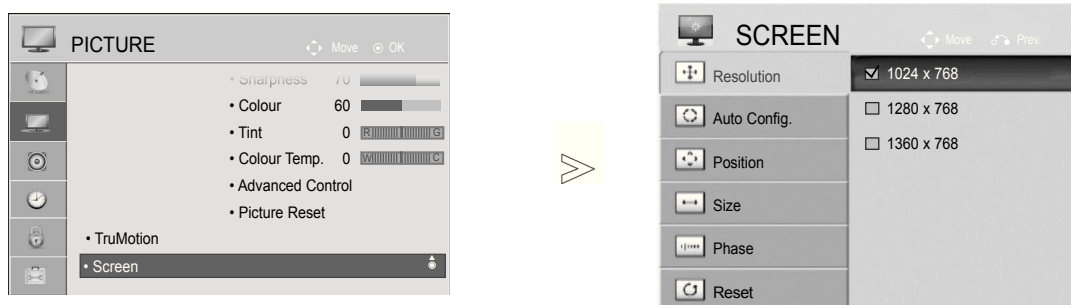 PICTURE
Move OK
• Sharpness 70
• Colour 60
• Tint 0 R G
• Colour Temp. 0 W C
• Advanced Control
• Picture Reset
• TruMotion
• Screen
SCREEN
Move Prev.
Resolution
Auto Config.
Position
Size
Phase
Reset
1024 x 768
1280 x 768
1360 x 768